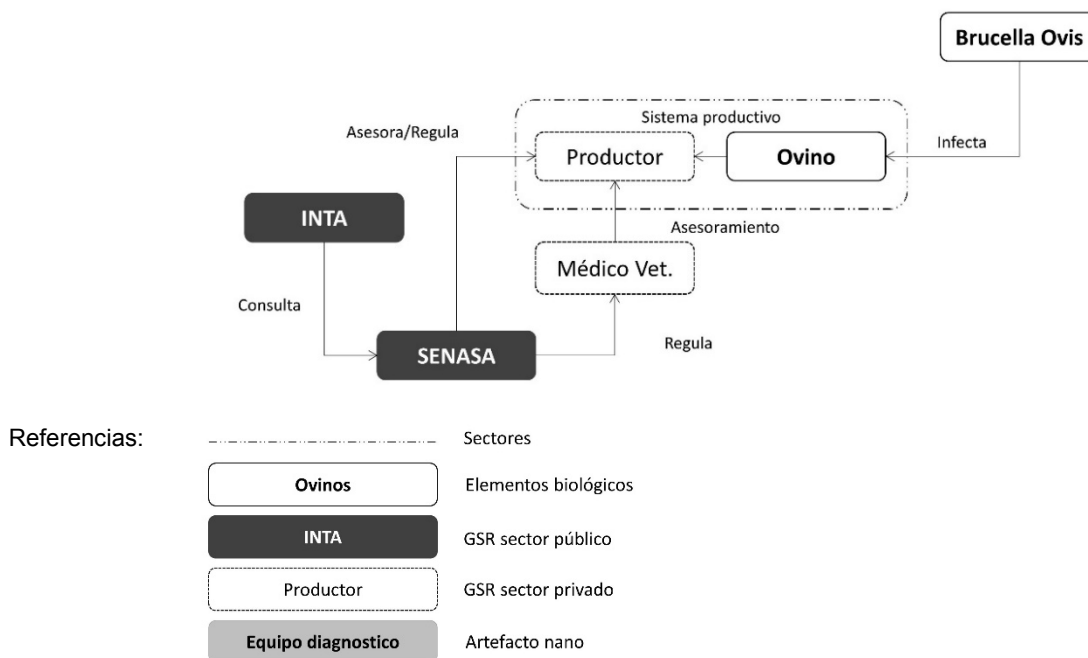 Brucella Ovis
Sistema productivo
Asesora/Regula
Infecta
Productor
Ovino
INTA
Asesoramiento
Médico Vet.
Consulta
Regula
SENASA
Referencias:
Sectores
Ovinos
Elementos biológicos
INTA
GSR sector público
Productor
GSR sector privado
Equipo diagnostico
Artefacto nano